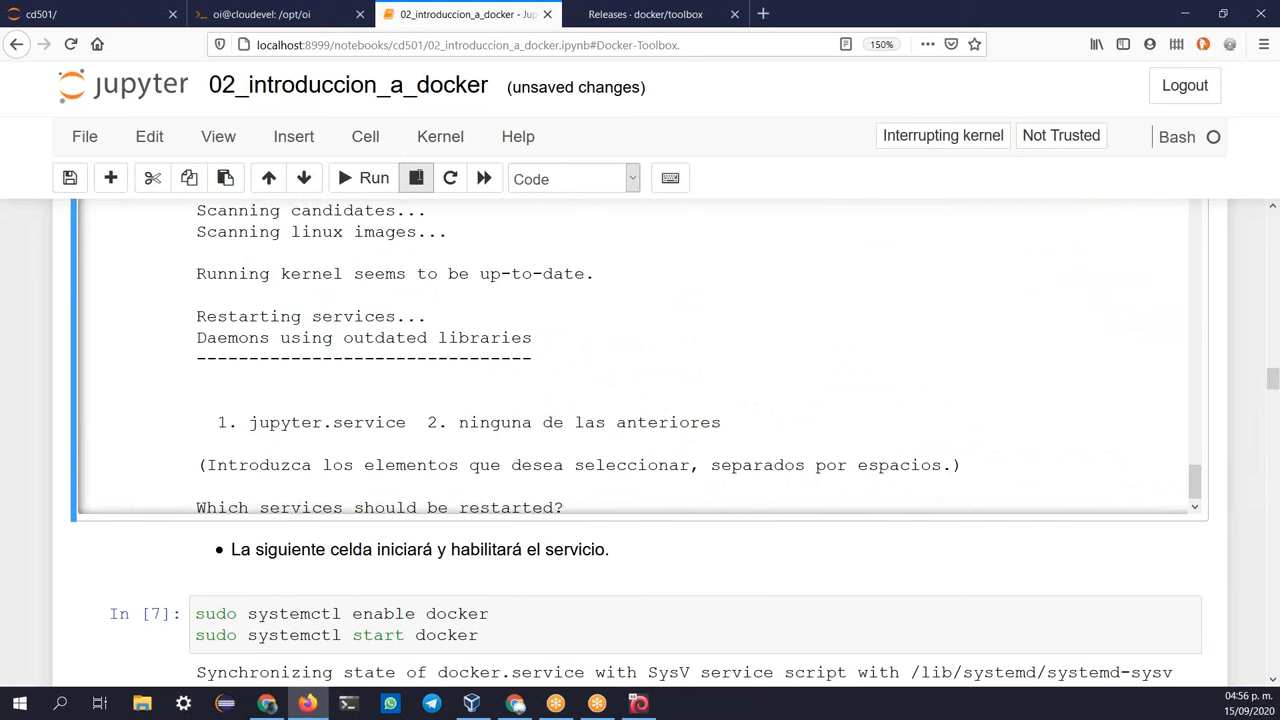 cd501/
oi@cloudevel: /opt/oi
02_introduccion_a_docker - Jup
Releases · docker/toolbox
localhost:8999/notebooks/cd501/02_introduccion_a_docker.ipynb#Docker-Toolbox.
150%
jupyter
02_introduccion_a_docker (unsaved changes)
Logout
File Edit View Insert Cell Kernel Help
Interrupting kernel
Not Trusted
Bash
Run
Code
Scanning candidates...
Scanning linux images...
Running kernel seems to be up-to-date.
Restarting services...
Daemons using outdated libraries
--------------------------------
1. jupyter.service 2. ninguna de las anteriores
(Introduzca los elementos que desea seleccionar, separados por espacios.)
Which services should be restarted?
• La siguiente celda iniciará y habilitará el servicio.
In [7]:
sudo systemctl enable docker
sudo systemctl start docker
Synchronizing state of docker.service with SysV service script with /lib/systemd/systemd-sysv
04:56 p. m.
15/09/2020